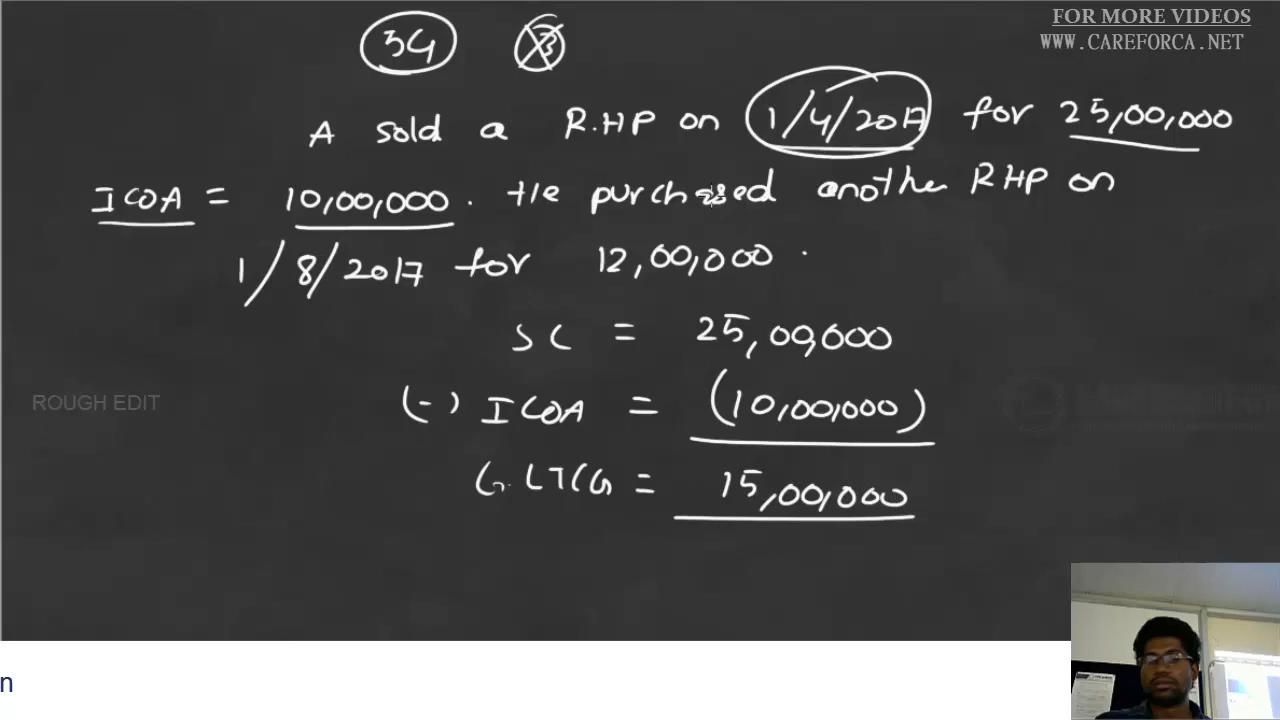 FOR MORE VIDEOS
WWW.CAREFORCA.NET
54
A sold a R.HP on 1/4/2017 for 25,00,000
ICOA = 10,00,000. He purchased another RHP on
1/8/2017 for 12,00,000.
SC = 25,00,000
(-) ICOA = (10,00,000)
G.LTCG = 15,00,000
ROUGH EDIT
n